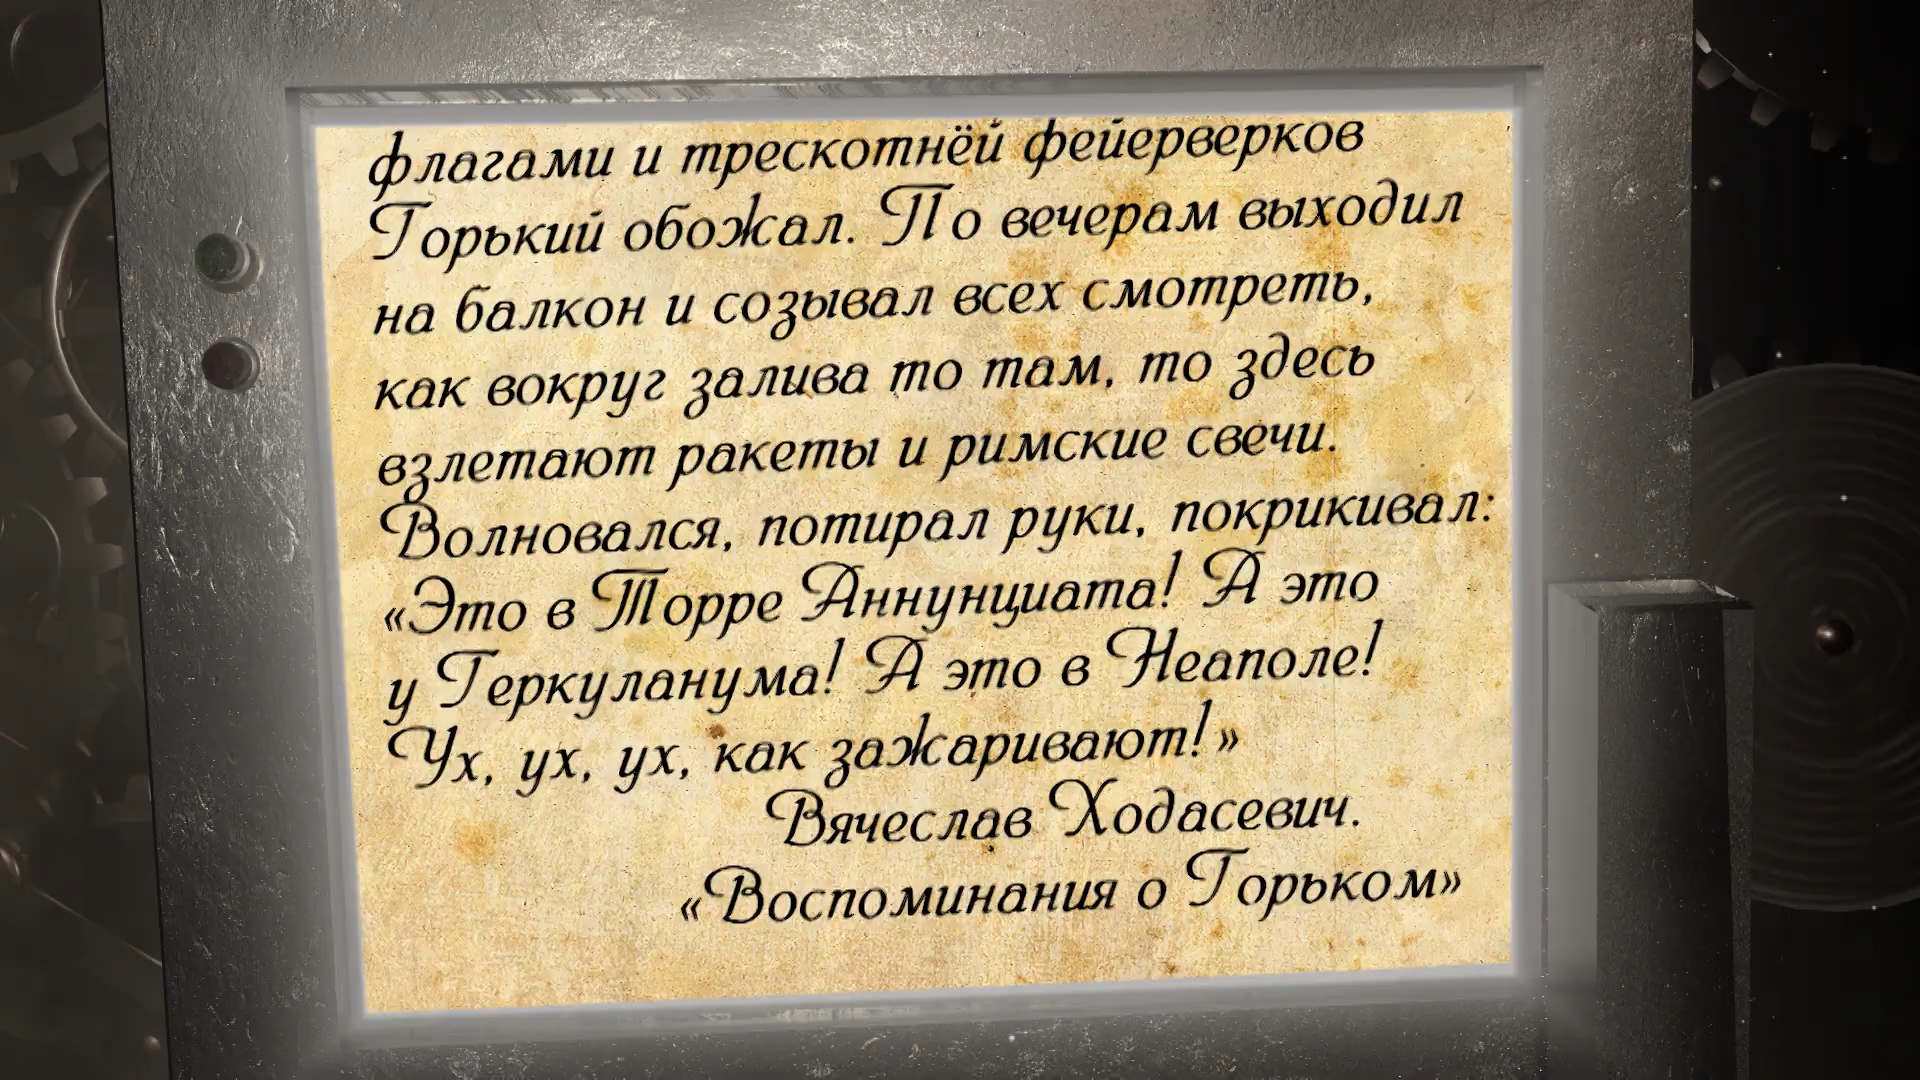 флагами и трескотнёй фейерверков
Горький обожал. По вечерам выходил
на балкон и созывал всех смотреть,
как вокруг залива то там, то здесь
взлетают ракеты и римские свечи.
Волновался, потирал руки, покрикивал:
«Это в Торре Аннунциата! А это
у Геркуланума! А это в Неаполе!
Ух, ух, ух, как зажаривают!»
Вячеслав Ходасевич.
«Воспоминания о Горьком»